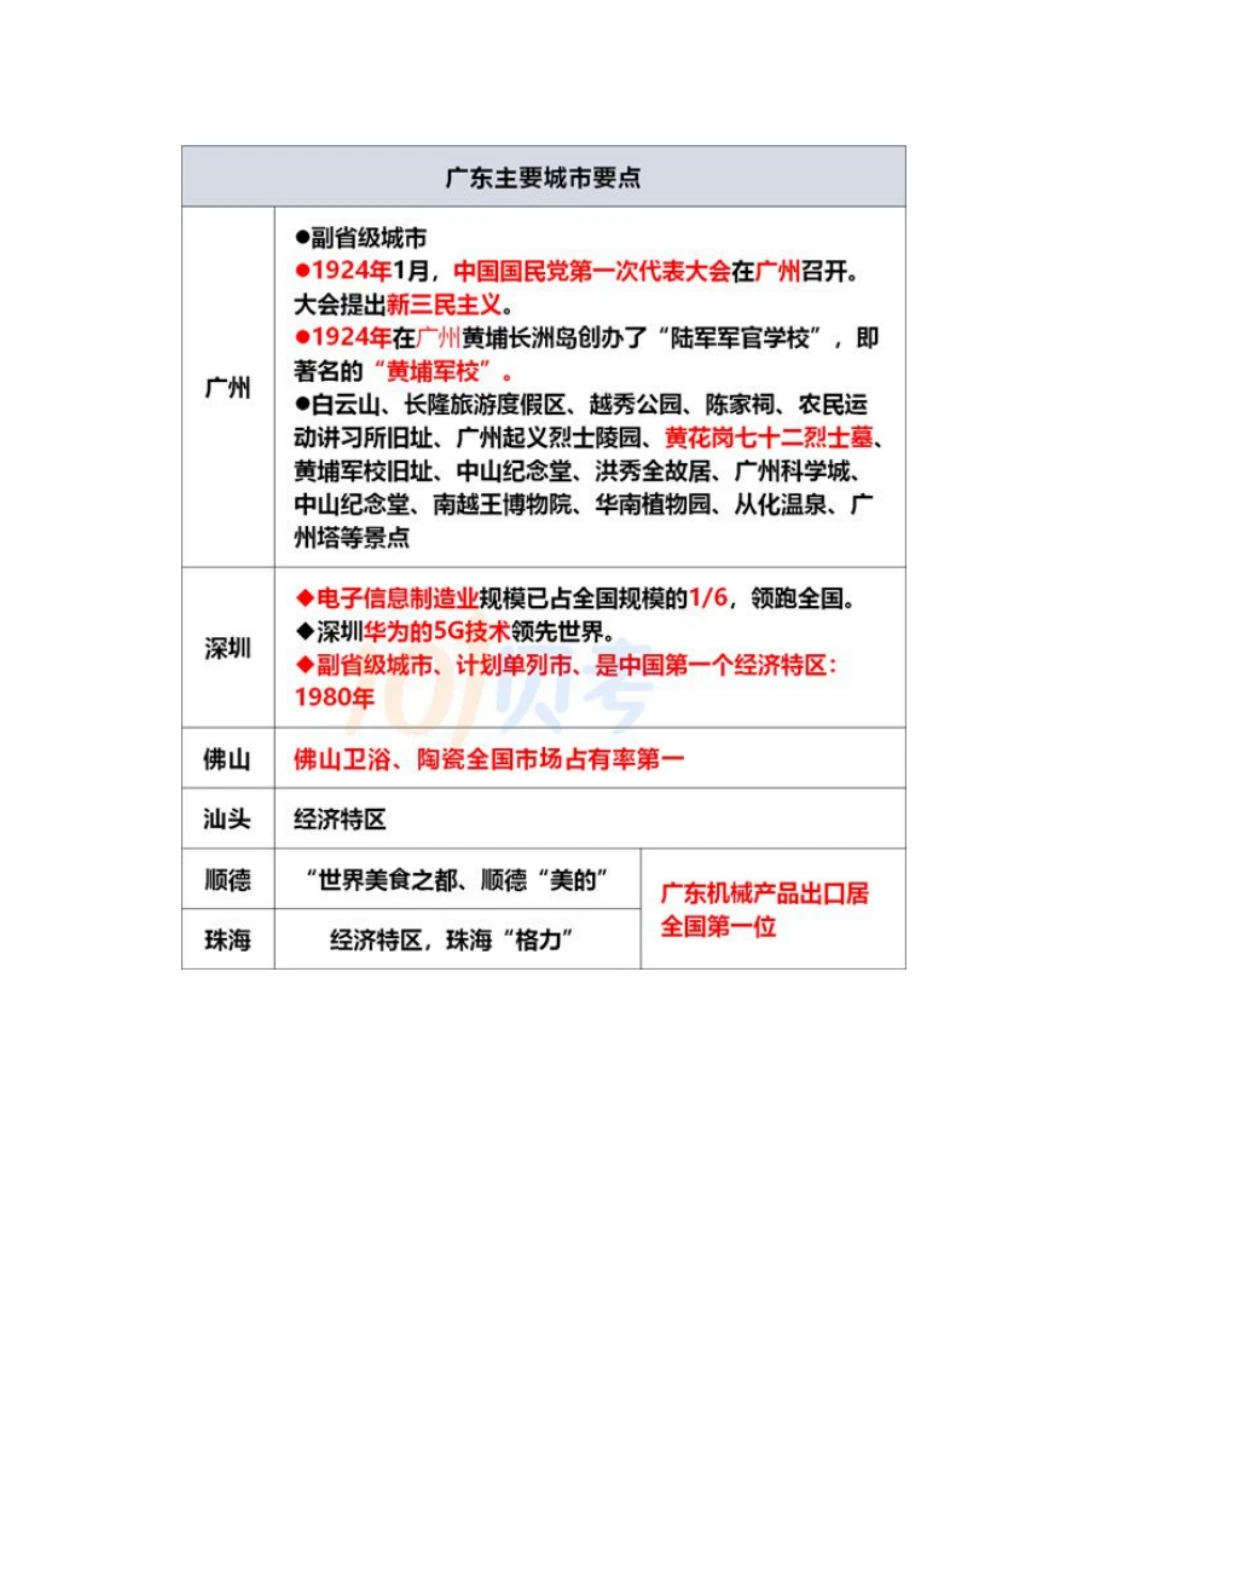 广东主要城市要点
广州
●副省级城市
●1924年1月，中国国民党第一次代表大会在广州召开。
大会提出新三民主义。
●1924年在广州黄埔长洲岛创办了“陆军军官学校”，即
著名的“黄埔军校”。
●白云山、长隆旅游度假区、越秀公园、陈家祠、农民运
动讲习所旧址、广州起义烈士陵园、黄花岗七十二烈士墓、
黄埔军校旧址、中山纪念堂、洪秀全故居、广州科学城、
中山纪念堂、南越王博物院、华南植物园、从化温泉、广
州塔等景点
深圳
◆电子信息制造业规模已占全国规模的1/6，领跑全国。
◆深圳华为的5G技术领先世界。
◆副省级城市、计划单列市、是中国第一个经济特区：
1980年
101贝考
佛山
佛山卫浴、陶瓷全国市场占有率第一
汕头
经济特区
顺德
“世界美食之都、顺德“美的”
广东机械产品出口居
全国第一位
珠海
经济特区，珠海“格力”